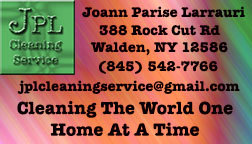 JPL
Cleaning
Service
Joann Parise Larrauri
388 Rock Cut Rd
Walden, NY 12586
(845) 542-7766
jplcleaningservice@gmail.com
Cleaning The World One
Home At A Time